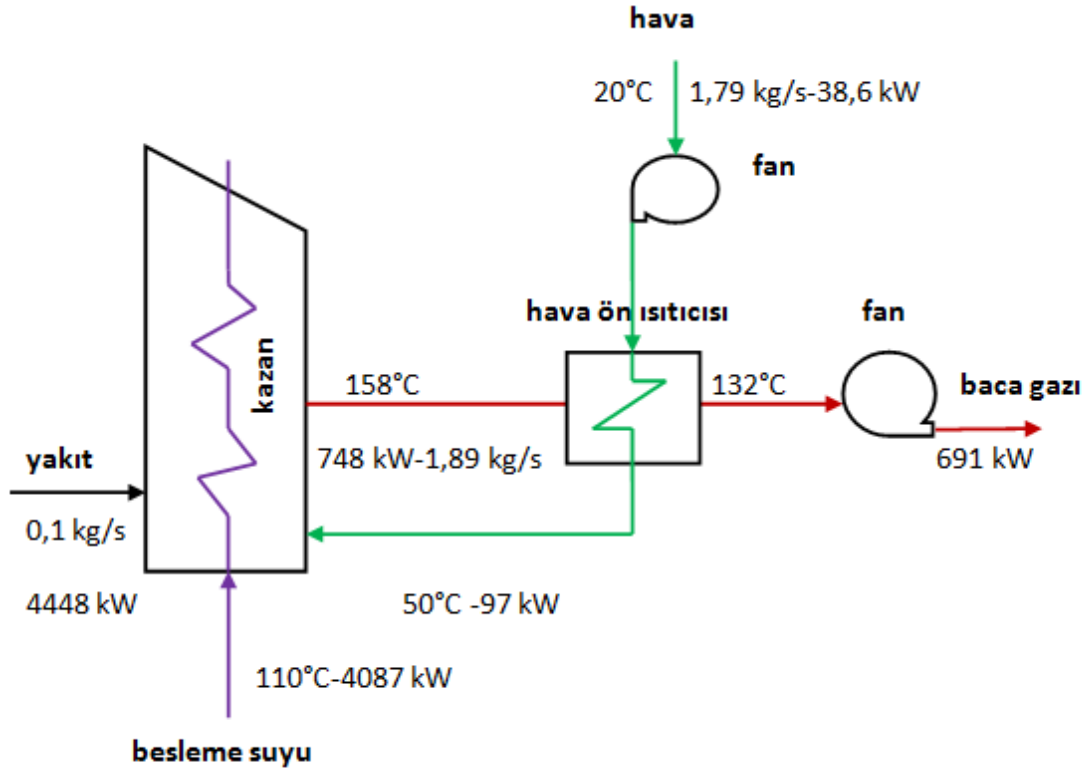 hava
20°C
1,79 kg/s-38,6 kW
fan
hava ön ısıtıcısı
fan
kazan
158°C
132°C
baca gazı
748 kW-1,89 kg/s
691 kW
yakıt
0,1 kg/s
4448 kW
50°C -97 kW
110°C-4087 kW
besleme suyu